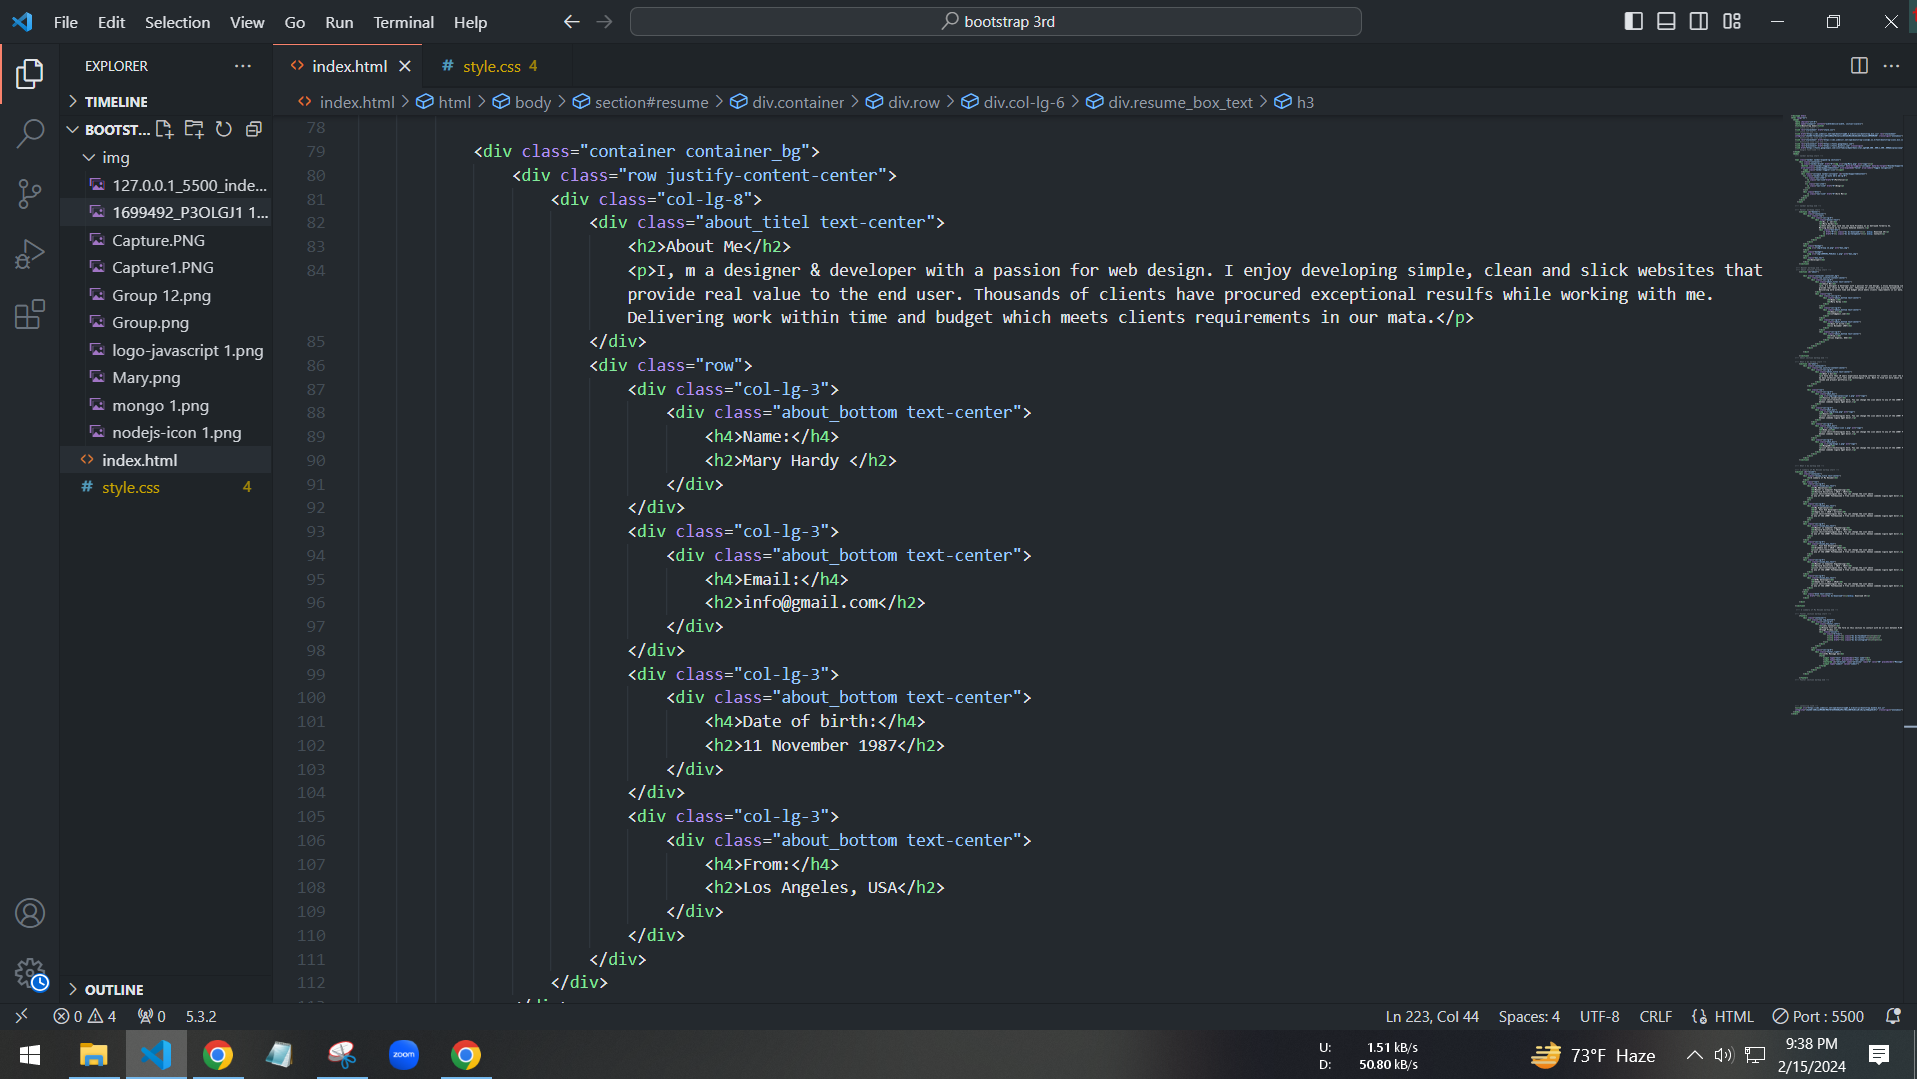 File Edit Selection View Go Run Terminal Help
bootstrap 3rd
EXPLORER
index.html
# style.css 4
TIMELINE
index.html > html > body > section#resume > div.container > div.row > div.col-lg-6 > div.resume_box_text > h3
BOOTST...
img
127.0.0.1_5500_inde...
1699492_P3OLGJ1 1...
Capture.PNG
Capture1.PNG
Group 12.png
Group.png
logo-javascript 1.png
Mary.png
mongo 1.png
nodejs-icon 1.png
index.html
# style.css 4
OUTLINE
78
79 <div class="container container_bg">
80 <div class="row justify-content-center">
81 <div class="col-lg-8">
82 <div class="about_titel text-center">
83 <h2>About Me</h2>
84 <p>I, m a designer & developer with a passion for web design. I enjoy developing simple, clean and slick websites that
provide real value to the end user. Thousands of clients have procured exceptional resulfs while working with me.
Delivering work within time and budget which meets clients requirements in our mata.</p>
85 </div>
86 <div class="row">
87 <div class="col-lg-3">
88 <div class="about_bottom text-center">
89 <h4>Name:</h4>
90 <h2>Mary Hardy </h2>
91 </div>
92 </div>
93 <div class="col-lg-3">
94 <div class="about_bottom text-center">
95 <h4>Email:</h4>
96 <h2>info@gmail.com</h2>
97 </div>
98 </div>
99 <div class="col-lg-3">
100 <div class="about_bottom text-center">
101 <h4>Date of birth:</h4>
102 <h2>11 November 1987</h2>
103 </div>
104 </div>
105 <div class="col-lg-3">
106 <div class="about_bottom text-center">
107 <h4>From:</h4>
108 <h2>Los Angeles, USA</h2>
109 </div>
110 </div>
111 </div>
112 </div>
0 4 0 5.3.2 Ln 223, Col 44 Spaces: 4 UTF-8 CRLF HTML Port : 5500
zoom
U: 1.51 kB/s
D: 50.80 kB/s
73°F Haze
9:38 PM
2/15/2024